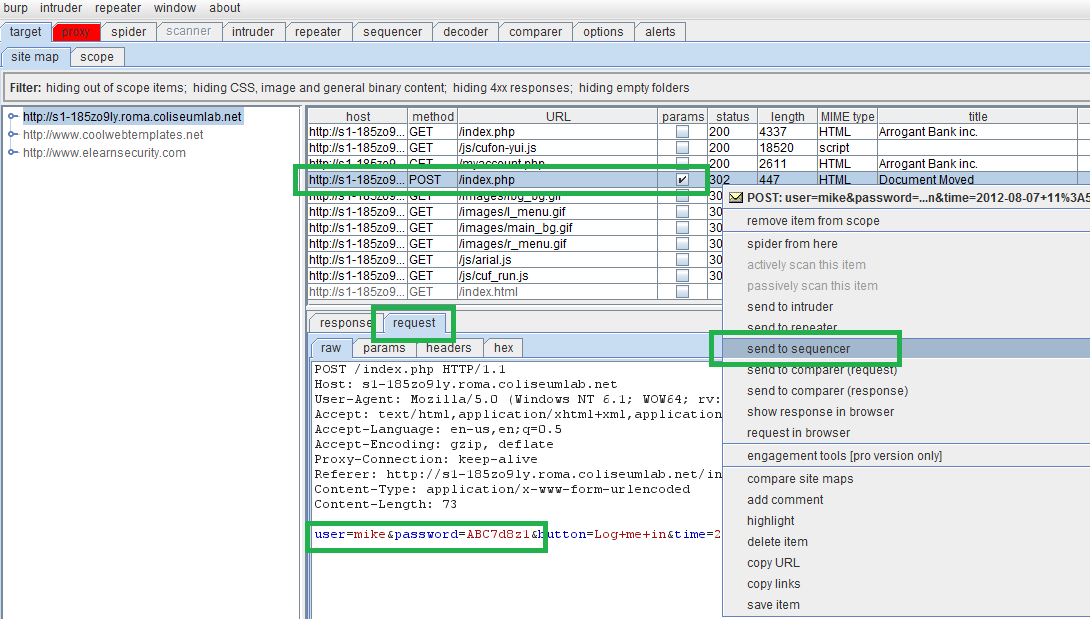 burp intruder repeater window about
target proxy spider scanner intruder repeater sequencer decoder comparer options alerts
site map scope
Filter: hiding out of scope items; hiding CSS, image and general binary content; hiding 4xx responses; hiding empty folders
http://s1-185zo9ly.roma.coliseumlab.net
http://www.coolwebtemplates.net
http://www.elearnsecurity.com
host method URL params status length MIME type title
http://s1-185zo9... GET /index.php 200 4337 HTML Arrogant Bank inc.
http://s1-185zo9... GET /js/cufon-yui.js 200 18520 script
http://s1-185zo9... GET /myaccount.php 200 2611 HTML Arrogant Bank inc.
http://s1-185zo9... POST /index.php 302 447 HTML Document Moved
http://s1-185zo9... GET /images/bg_bg.gif 30
http://s1-185zo9... GET /images/l_menu.gif 30
http://s1-185zo9... GET /images/main_bg.gif 30
http://s1-185zo9... GET /images/r_menu.gif 30
http://s1-185zo9... GET /js/arial.js 30
http://s1-185zo9... GET /js/cuf_run.js 30
http://s1-185zo9... GET /index.html
POST: user=mike&password=...n&time=2012-08-07+11%3A5
remove item from scope
spider from here
actively scan this item
passively scan this item
send to intruder
send to repeater
send to sequencer
send to comparer (request)
send to comparer (response)
show response in browser
request in browser
engagement tools [pro version only]
compare site maps
add comment
highlight
delete item
copy URL
copy links
save item
response request
raw params headers hex
POST /index.php HTTP/1.1
Host: s1-185zo9ly.roma.coliseumlab.net
User-Agent: Mozilla/5.0 (Windows NT 6.1; WOW64; rv:
Accept: text/html,application/xhtml+xml,application
Accept-Language: en-us,en;q=0.5
Accept-Encoding: gzip, deflate
Proxy-Connection: keep-alive
Referer: http://s1-185zo9ly.roma.coliseumlab.net/in
Content-Type: application/x-www-form-urlencoded
Content-Length: 73
user=mike&password=ABC7d8z1&button=Log+me+in&time=2